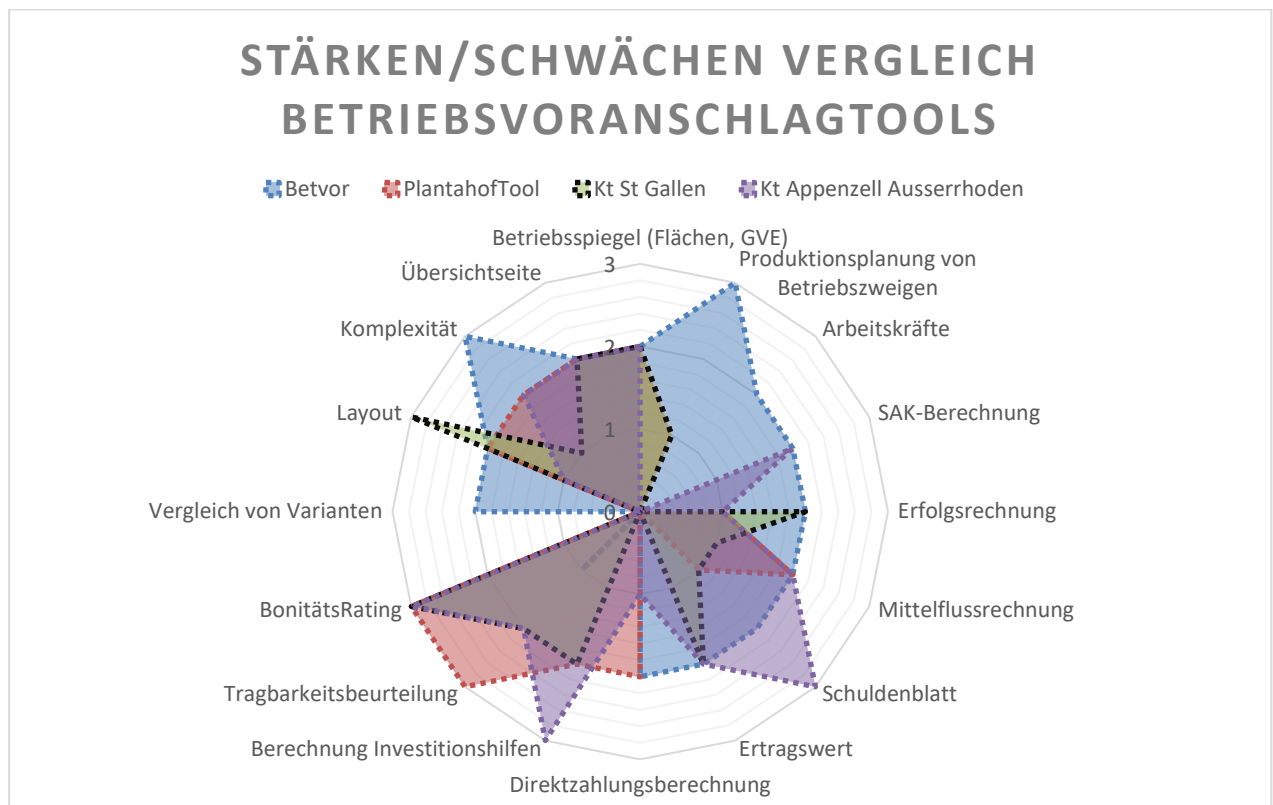 STÄRKEN/SCHWÄCHEN VERGLEICH
BETRIEBSVORANSCHLAGTOOLS
Betvor PlantahofTool Kt St Gallen Kt Appenzell Ausserrhoden
Betriebsspiegel (Flächen, GVE)
Produktionsplanung von
Betriebszweigen
Arbeitskräfte
SAK-Berechnung
Erfolgsrechnung
Mittelflussrechnung
Schuldenblatt
Ertragswert
Direktzahlungsberechnung
Berechnung Investitionshilfen
Tragbarkeitsbeurteilung
BonitätsRating
Vergleich von Varianten
Layout
Komplexität
Übersichtseite
3
2
1
0